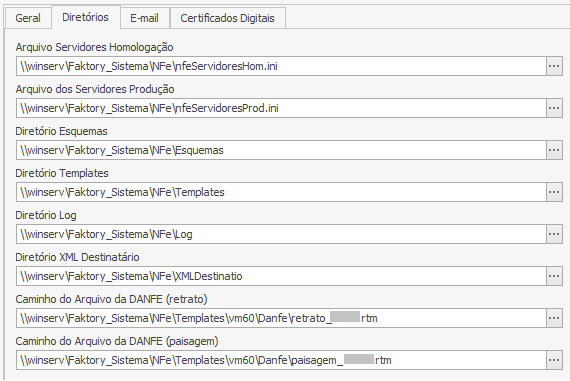 Geral Diretórios E-mail Certificados Digitais
Arquivo Servidores Homologação
\\winserv\Faktory_Sistema\NFe\nfeServidoresHom.ini ...
Arquivo dos Servidores Produção
\\winserv\Faktory_Sistema\NFe\nfeServidoresProd.ini ...
Diretório Esquemas
\\winserv\Faktory_Sistema\NFe\Esquemas ...
Diretório Templates
\\winserv\Faktory_Sistema\NFe\Templates ...
Diretório Log
\\winserv\Faktory_Sistema\NFe\Log ...
Diretório XML Destinatário
\\winserv\Faktory_Sistema\NFe\XMLDestinatio ...
Caminho do Arquivo da DANFE (retrato)
\\winserv\Faktory_Sistema\NFe\Templates\vm60\Danfe\retrato_ rtm ...
Caminho do Arquivo da DANFE (paisagem)
\\winserv\Faktory_Sistema\NFe\Templates\vm60\Danfe\paisagem_ rtm ...